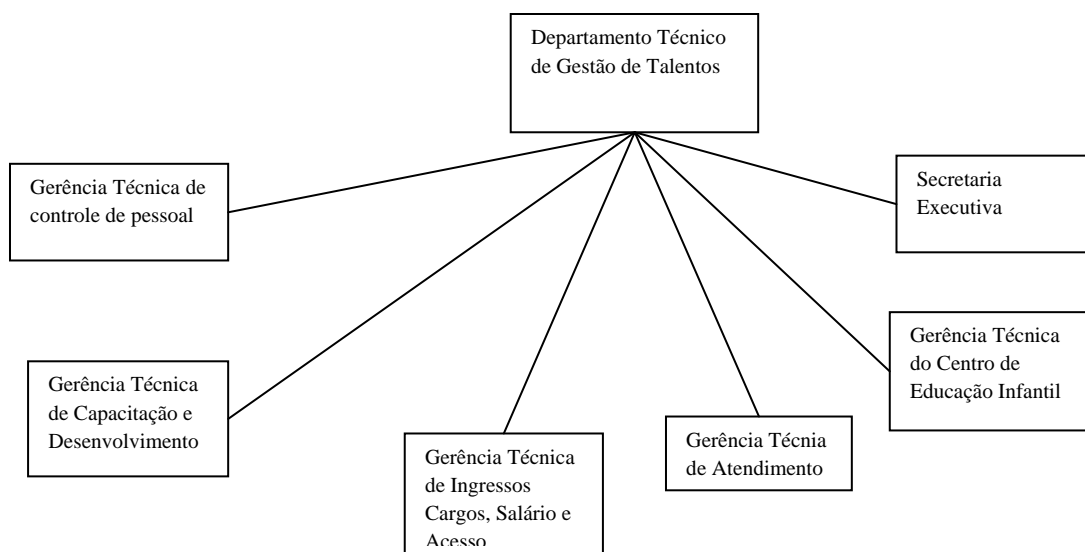 Departamento Técnico
de Gestão de Talentos
Gerência Técnica de
controle de pessoal
Secretaria
Executiva
Gerência Técnica
do Centro de
Educação Infantil
Gerência Técnica
de Capacitação e
Desenvolvimento
Gerência Técnia
de Atendimento
Gerência Técnica
de Ingressos
Cargos, Salário e
Acesso